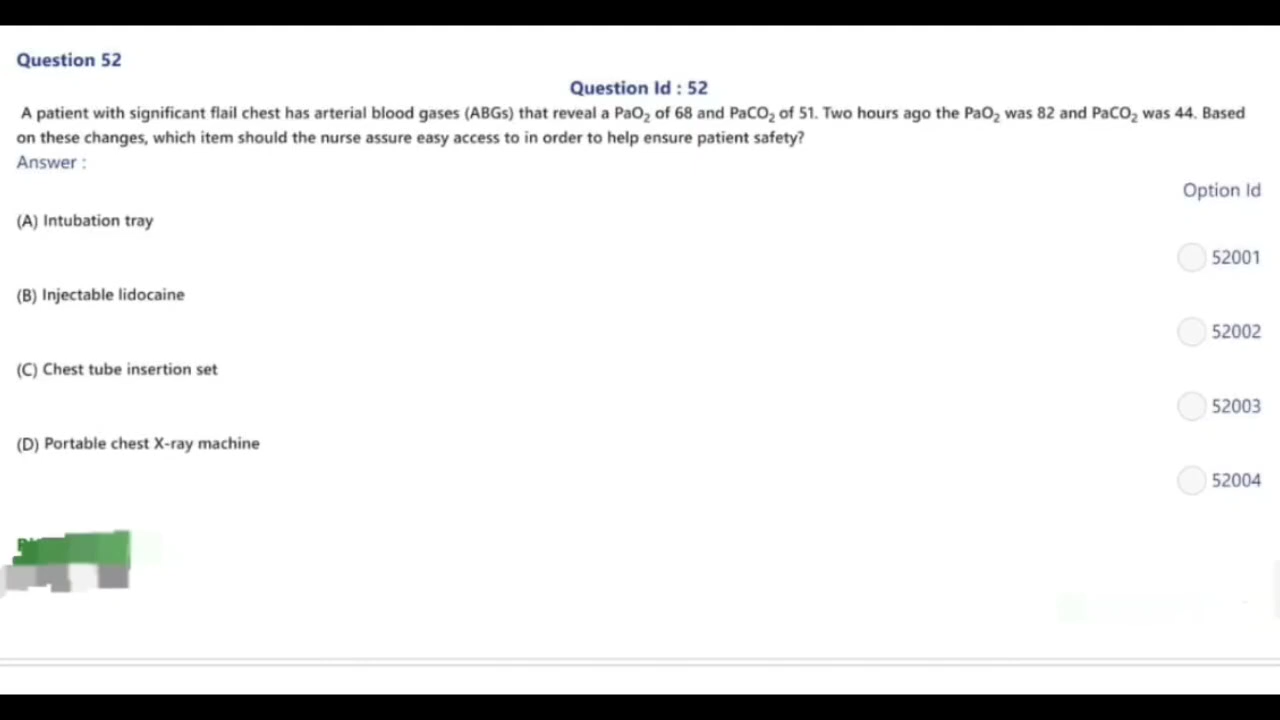 Question 52
Question Id : 52
A patient with significant flail chest has arterial blood gases (ABGs) that reveal a PaO₂ of 68 and PaCO₂ of 51. Two hours ago the PaO₂ was 82 and PaCO₂ was 44. Based
on these changes, which item should the nurse assure easy access to in order to help ensure patient safety?
Answer :
Option Id
(A) Intubation tray
52001
(B) Injectable lidocaine
52002
(C) Chest tube insertion set
52003
(D) Portable chest X-ray machine
52004